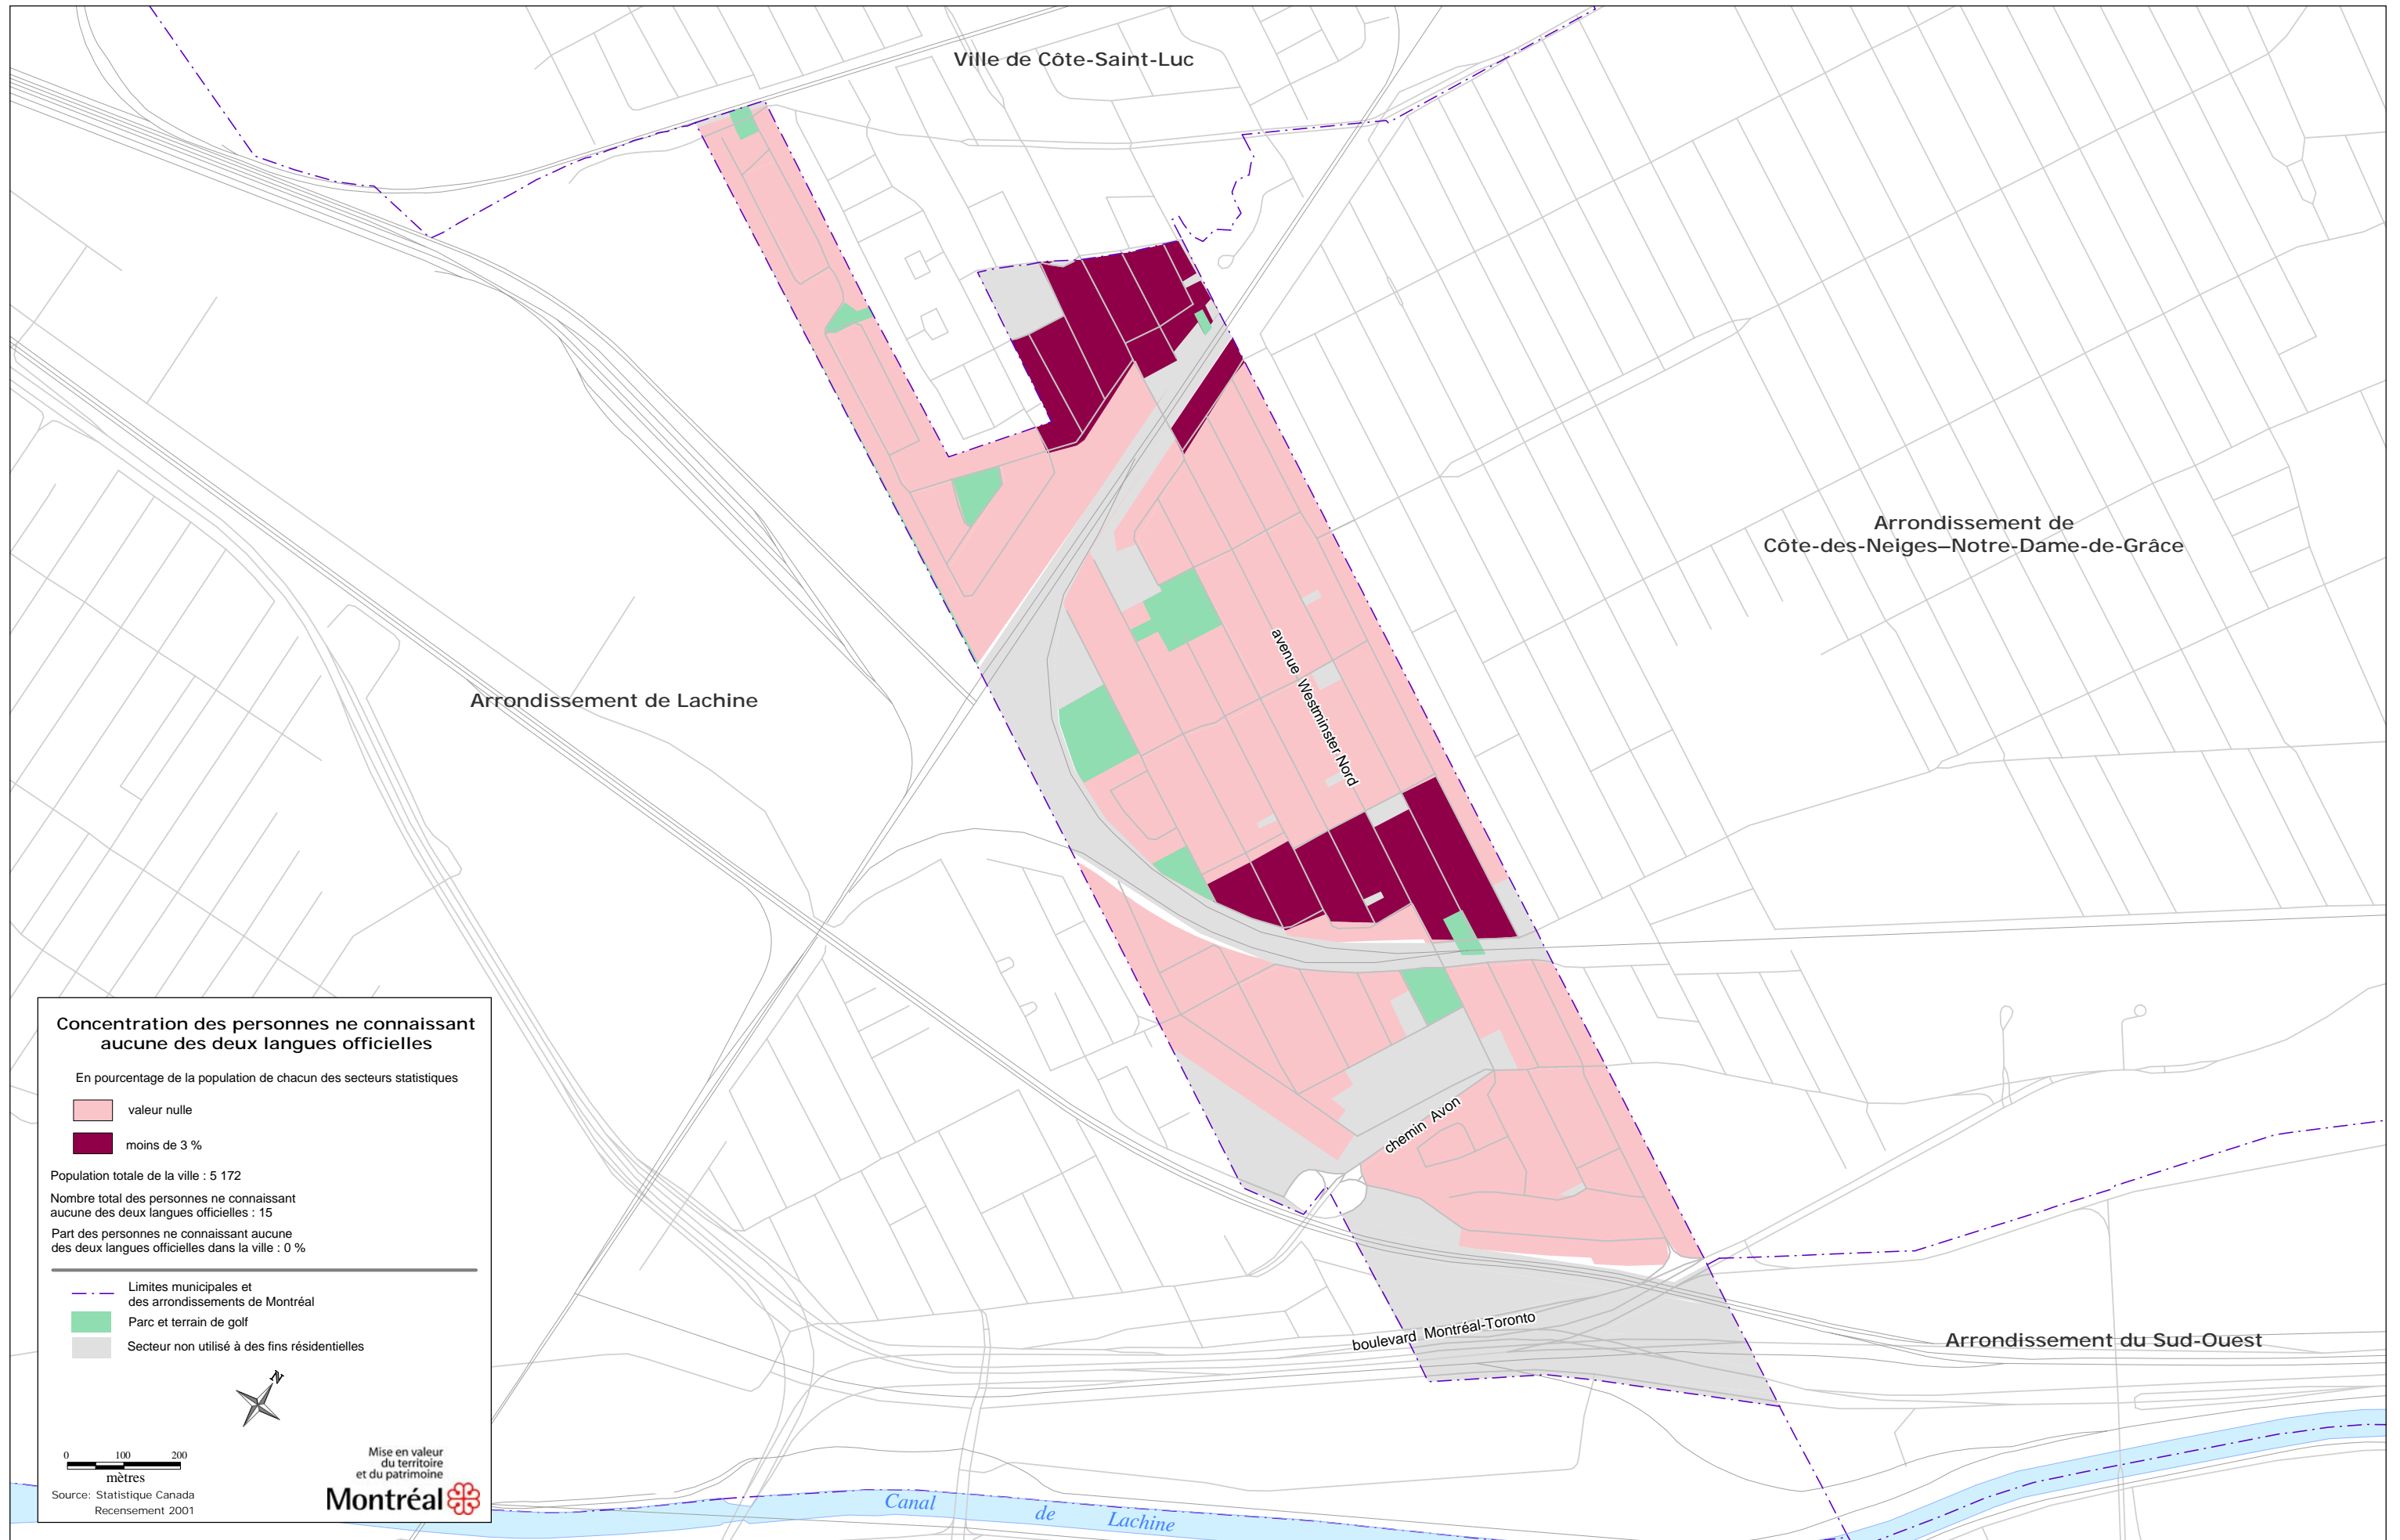 Ville de Côte-Saint-Luc
Arrondissement de
Côte-des-Neiges–Notre-Dame-de-Grâce
Arrondissement de Lachine
avenue Westminster Nord
chemin Avon
boulevard Montréal-Toronto
Arrondissement du Sud-Ouest
Canal de Lachine
Concentration des personnes ne connaissant
aucune des deux langues officielles
En pourcentage de la population de chacun des secteurs statistiques
valeur nulle
moins de 3 %
Population totale de la ville : 5 172
Nombre total des personnes ne connaissant
aucune des deux langues officielles : 15
Part des personnes ne connaissant aucune
des deux langues officielles dans la ville : 0 %
Limites municipales et
des arrondissements de Montréal
Parc et terrain de golf
Secteur non utilisé à des fins résidentielles
N
0 100 200
mètres
Source: Statistique Canada
Recensement 2001
Mise en valeur
du territoire
et du patrimoine
Montréal